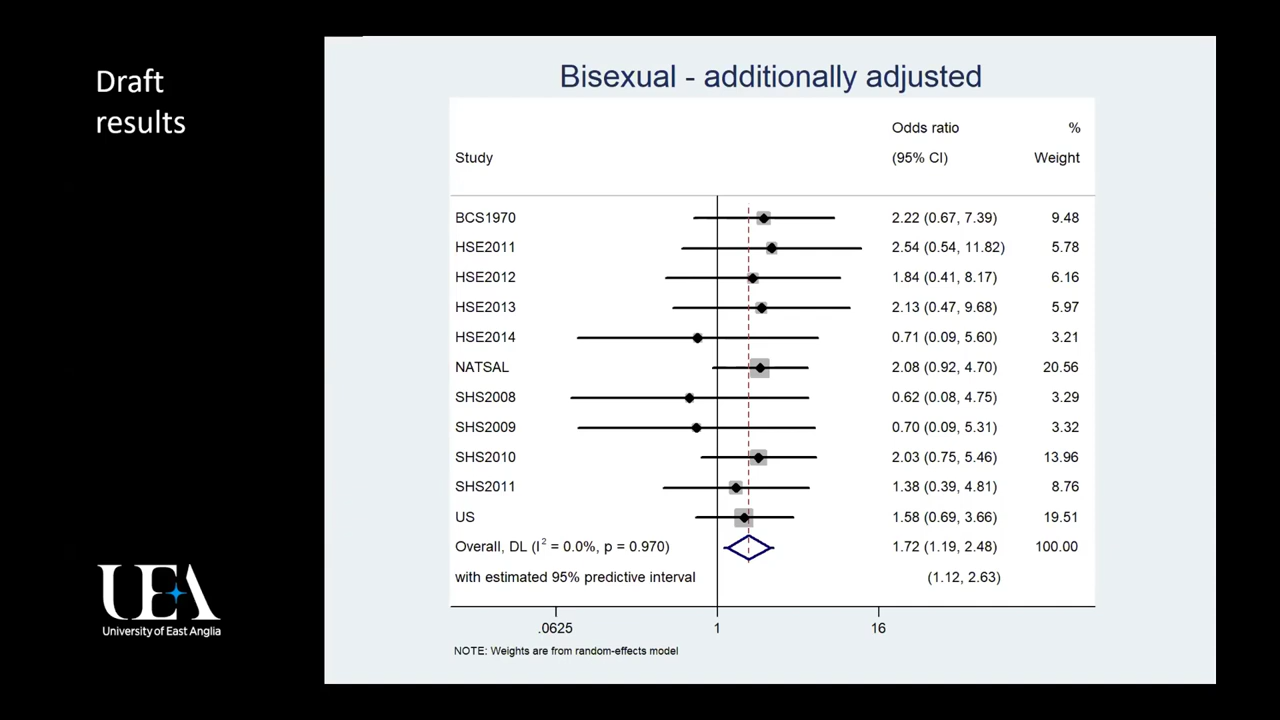 Draft
results
Bisexual - additionally adjusted
Odds ratio %
Study (95% CI) Weight
BCS1970 2.22 (0.67, 7.39) 9.48
HSE2011 2.54 (0.54, 11.82) 5.78
HSE2012 1.84 (0.41, 8.17) 6.16
HSE2013 2.13 (0.47, 9.68) 5.97
HSE2014 0.71 (0.09, 5.60) 3.21
NATSAL 2.08 (0.92, 4.70) 20.56
SHS2008 0.62 (0.08, 4.75) 3.29
SHS2009 0.70 (0.09, 5.31) 3.32
SHS2010 2.03 (0.75, 5.46) 13.96
SHS2011 1.38 (0.39, 4.81) 8.76
US 1.58 (0.69, 3.66) 19.51
Overall, DL (I² = 0.0%, p = 0.970) 1.72 (1.19, 2.48) 100.00
with estimated 95% predictive interval (1.12, 2.63)
.0625 1 16
NOTE: Weights are from random-effects model
UEA
University of East Anglia